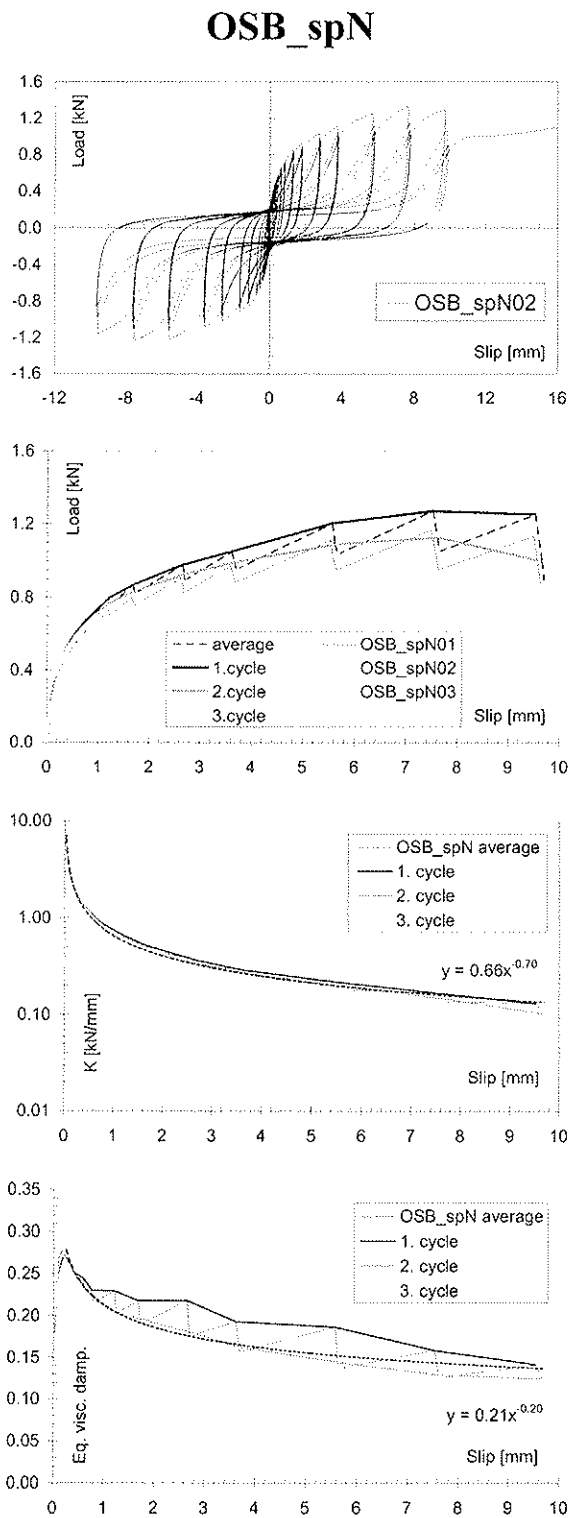 OSB_spN
1.6
1.2
0.8
0.4
0.0
-0.4
-0.8
-1.2
-1.6
Load [kN]
OSB_spN02
Slip [mm]
-12 -8 -4 0 4 8 12 16
1.6
1.2
0.8
0.4
0.0
Load [kN]
average
1.cycle
2.cycle
3.cycle
OSB_spN01
OSB_spN02
OSB_spN03
Slip [mm]
0 1 2 3 4 5 6 7 8 9 10
10.00
1.00
0.10
0.01
K [kN/mm]
OSB_spN average
1. cycle
2. cycle
3. cycle
y = 0.66x-0.70
Slip [mm]
0 1 2 3 4 5 6 7 8 9 10
0.35
0.30
0.25
0.20
0.15
0.10
0.05
0.00
Eq. visc. damp.
OSB_spN average
1. cycle
2. cycle
3. cycle
y = 0.21x-0.20
Slip [mm]
0 1 2 3 4 5 6 7 8 9 10